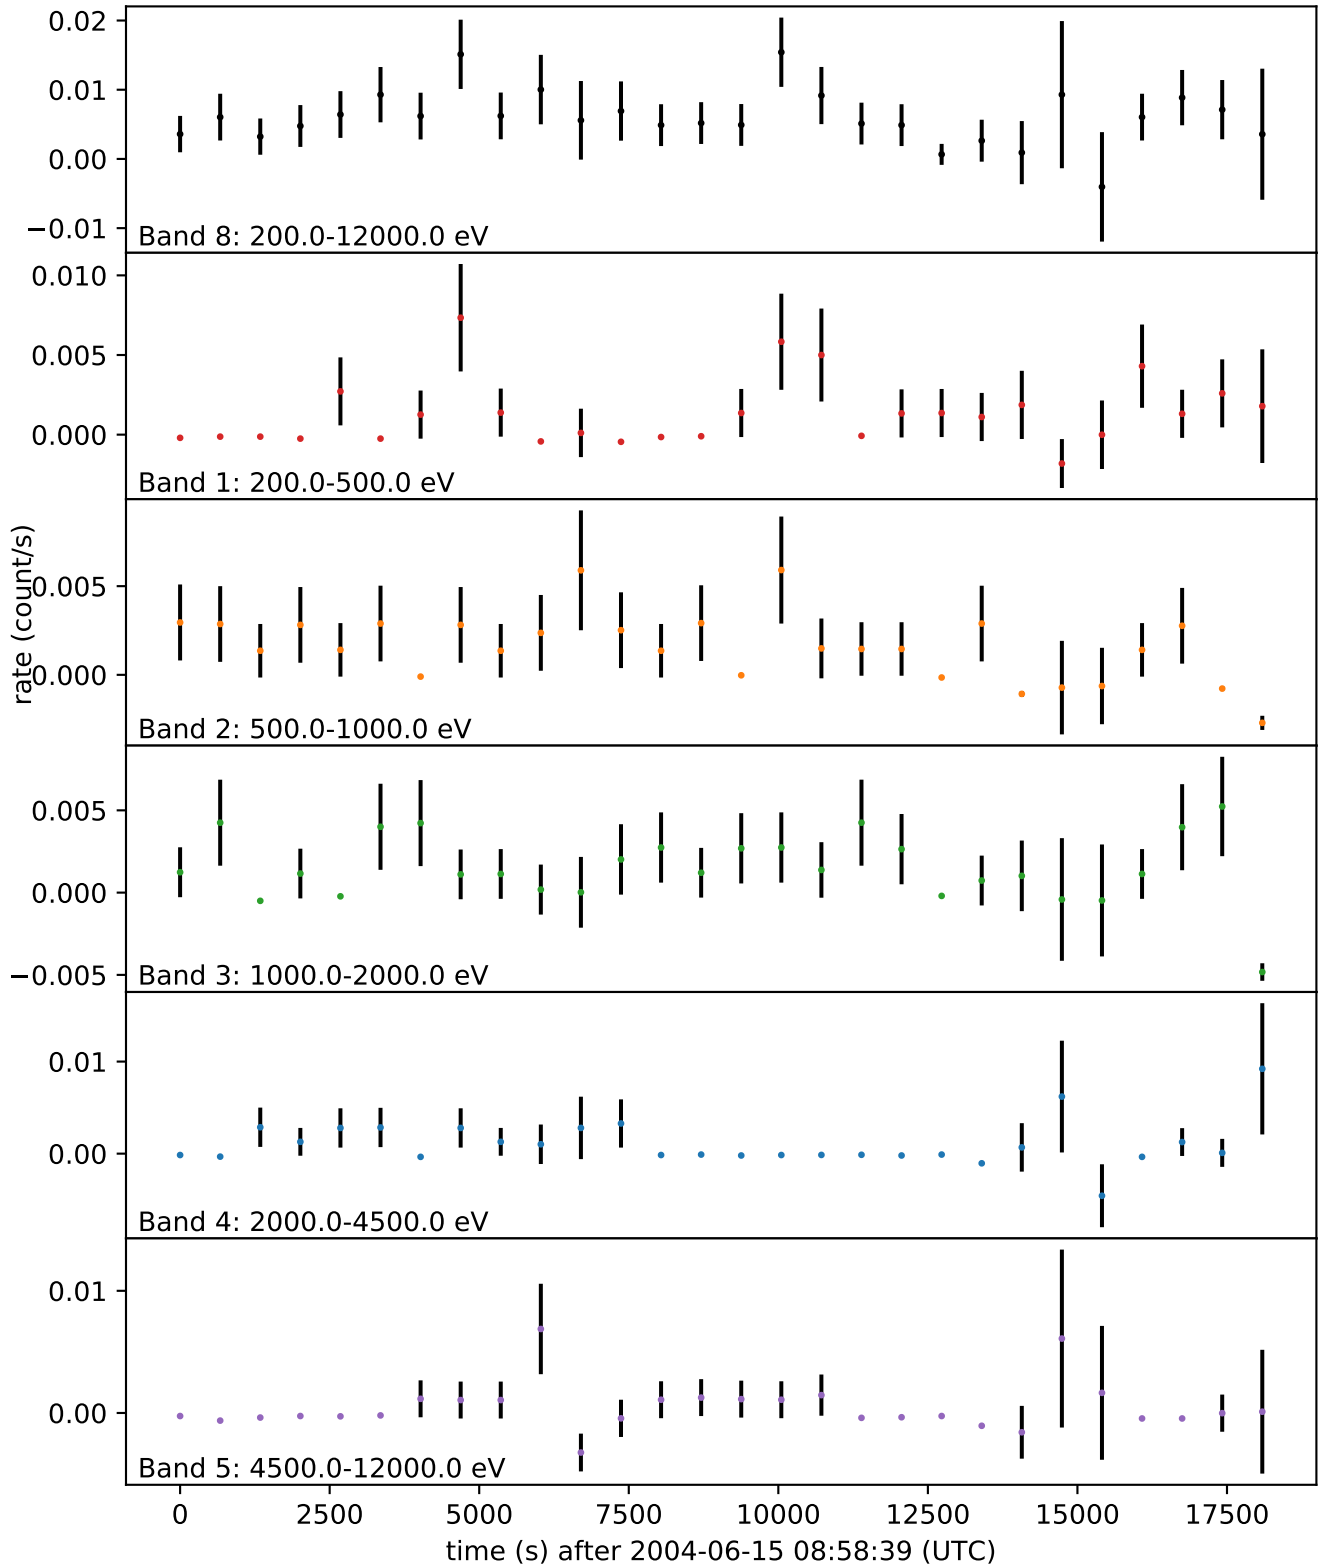 0.02
0.01
0.00
−0.01
Band 8: 200.0-12000.0 eV
0.010
0.005
0.000
Band 1: 200.0-500.0 eV
rate (count/s)
0.005
0.000
Band 2: 500.0-1000.0 eV
0.005
0.000
−0.005
Band 3: 1000.0-2000.0 eV
0.01
0.00
Band 4: 2000.0-4500.0 eV
0.01
0.00
Band 5: 4500.0-12000.0 eV
0 2500 5000 7500 10000 12500 15000 17500
time (s) after 2004-06-15 08:58:39 (UTC)